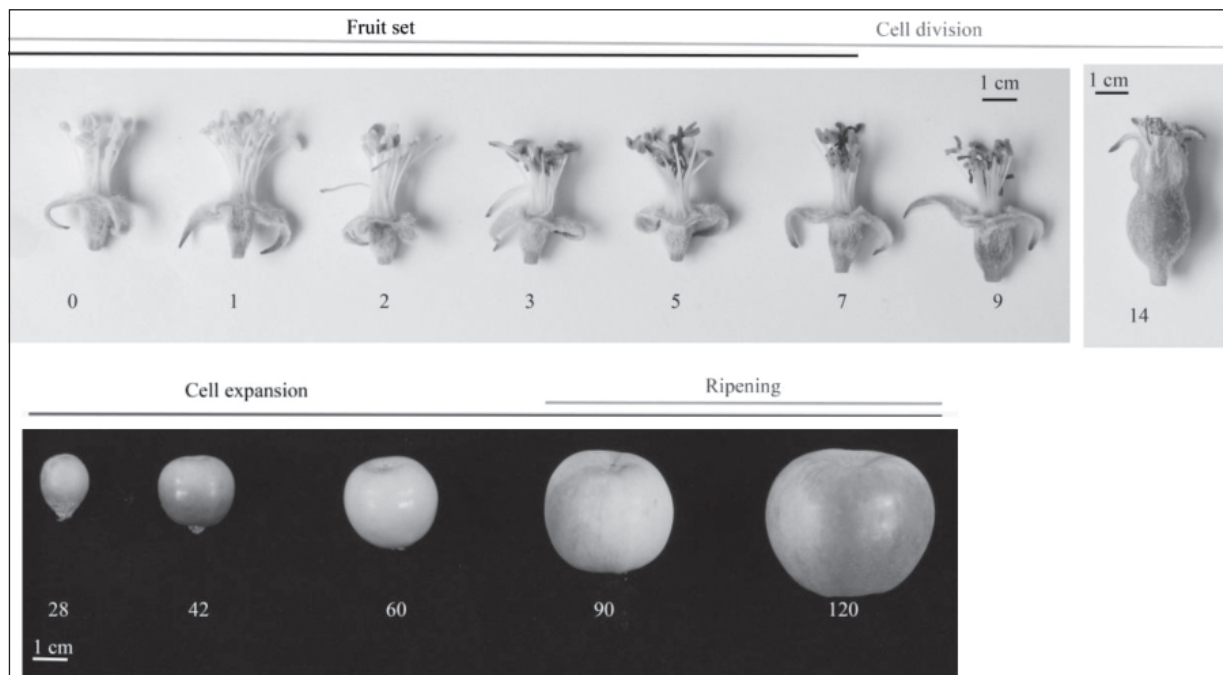 Fruit set Cell division
1 cm 1 cm
0 1 2 3 5 7 9 14
Cell expansion Ripening
28 42 60 90 120
1 cm